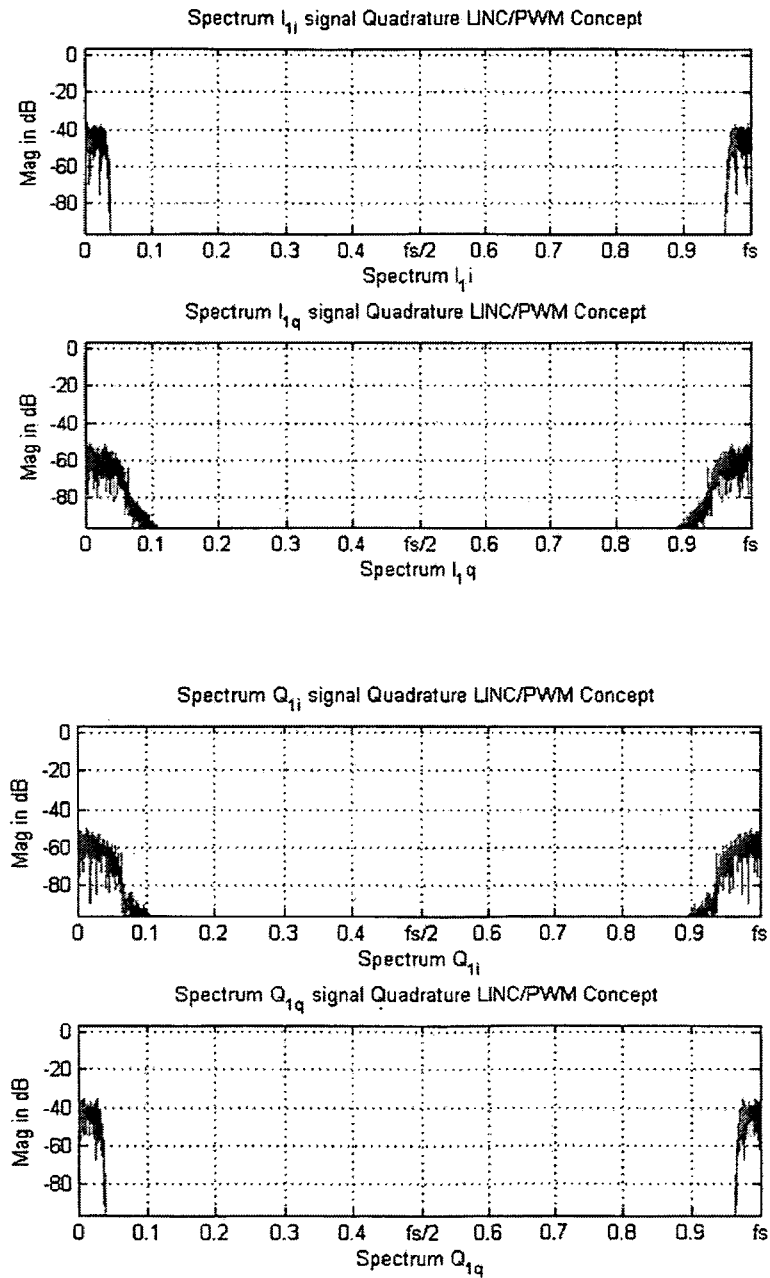 Spectrum I1i signal Quadrature LINC/PWM Concept
0
-20
-40
-60
-80
Mag in dB
0 0.1 0.2 0.3 0.4 fs/2 0.6 0.7 0.8 0.9 fs
Spectrum I1i
Spectrum I1q signal Quadrature LINC/PWM Concept
0
-20
-40
-60
-80
Mag in dB
0 0.1 0.2 0.3 0.4 fs/2 0.6 0.7 0.8 0.9 fs
Spectrum I1q
Spectrum Q1i signal Quadrature LINC/PWM Concept
0
-20
-40
-60
-80
Mag in dB
0 0.1 0.2 0.3 0.4 fs/2 0.6 0.7 0.8 0.9 fs
Spectrum Q1i
Spectrum Q1q signal Quadrature LINC/PWM Concept
0
-20
-40
-60
-80
Mag in dB
0 0.1 0.2 0.3 0.4 fs/2 0.6 0.7 0.8 0.9 fs
Spectrum Q1q